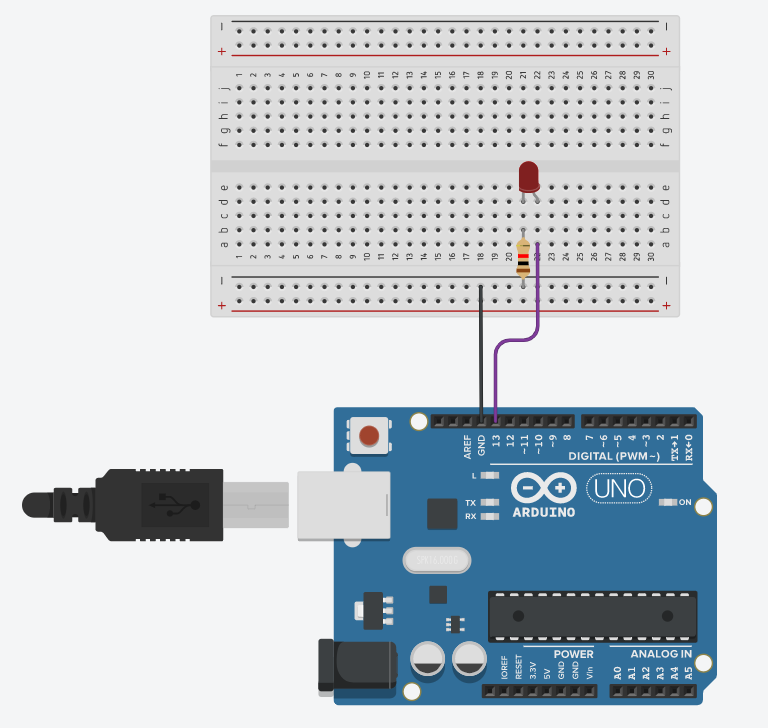 − −
+ +
1 2 3 4 5 6 7 8 9 10 11 12 13 14 15 16 17 18 19 20 21 22 23 24 25 26 27 28 29 30
j j
i i
h h
g g
f f
e e
d d
c c
b b
a a
1 2 3 4 5 6 7 8 9 10 11 12 13 14 15 16 17 18 19 20 21 22 23 24 25 26 27 28 29 30
− −
+ +
AREF GND 13 12 ~11 ~10 ~9 8 7 ~6 ~5 4 ~3 2 TX→1 RX←0
DIGITAL (PWM~)
L
TX
RX
UNO
ON
ARDUINO
POWER
ANALOG IN
IOREF RESET 3.3V 5V GND GND Vin A0 A1 A2 A3 A4 A5